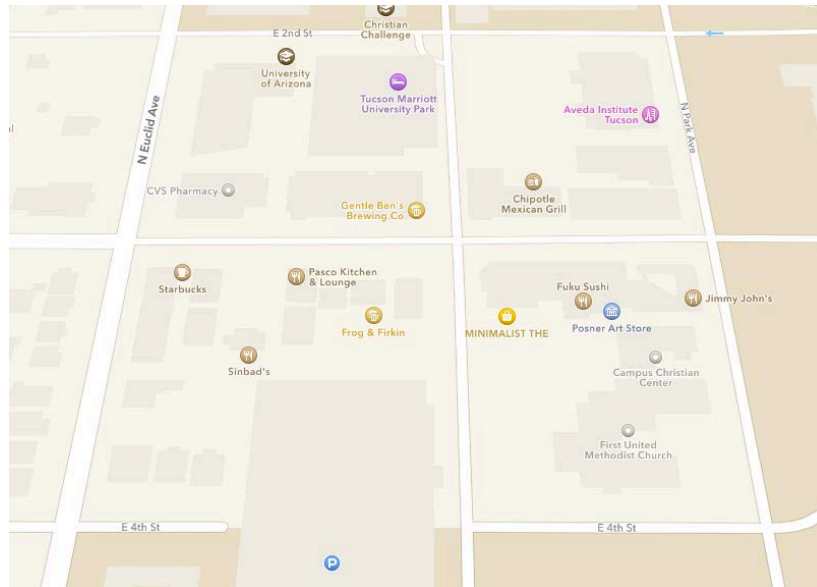 Christian
Challenge
E 2nd St
University
of Arizona
Tucson Marriott
University Park
Aveda Institute
Tucson
N Park Ave
N Euclid Ave
al
CVS Pharmacy
Chipotle
Mexican Grill
Gentle Ben's
Brewing Co
Starbucks
Pasco Kitchen
& Lounge
Fuku Sushi
Jimmy John's
Frog & Firkin
MINIMALIST THE
Posner Art Store
Sinbad's
Campus Christian
Center
First United
Methodist Church
E 4th St
E 4th St
P